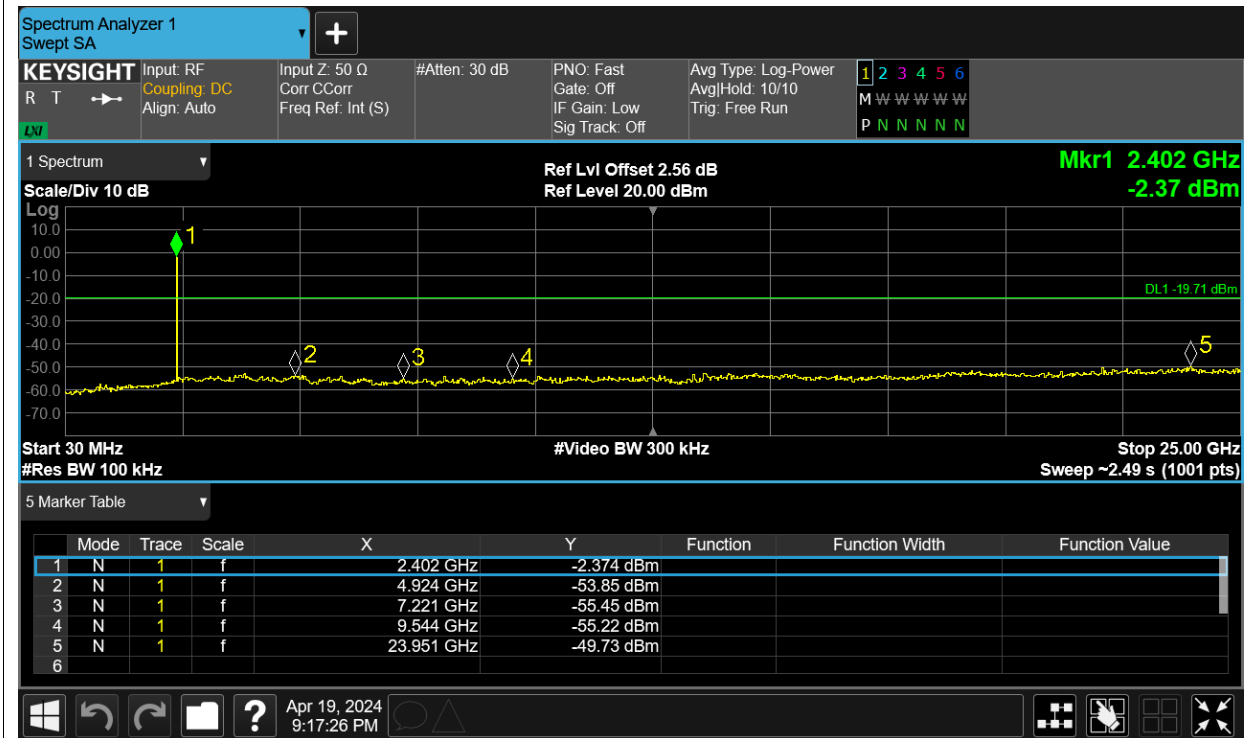 Spectrum Analyzer 1
Swept SA
KEYSIGHT
R T
LXI
Input: RF
Coupling: DC
Align: Auto
Input Z: 50 Ω
Corr CCorr
Freq Ref: Int (S)
#Atten: 30 dB
PNO: Fast
Gate: Off
IF Gain: Low
Sig Track: Off
Avg Type: Log-Power
Avg|Hold: 10/10
Trig: Free Run
1 2 3 4 5 6
M W W W W W
P N N N N N
1 Spectrum
Scale/Div 10 dB
Ref Lvl Offset 2.56 dB
Ref Level 20.00 dBm
Mkr1 2.402 GHz
-2.37 dBm
Log
10.0
0.00
-10.0
-20.0
-30.0
-40.0
-50.0
-60.0
-70.0
1
DL1 -19.71 dBm
2
3
4
5
Start 30 MHz
#Res BW 100 kHz
#Video BW 300 kHz
Stop 25.00 GHz
Sweep ~2.49 s (1001 pts)
5 Marker Table
Mode Trace Scale X Y Function Function Width Function Value
1 N 1 f 2.402 GHz -2.374 dBm
2 N 1 f 4.924 GHz -53.85 dBm
3 N 1 f 7.221 GHz -55.45 dBm
4 N 1 f 9.544 GHz -55.22 dBm
5 N 1 f 23.951 GHz -49.73 dBm
6
?
Apr 19, 2024
9:17:26 PM